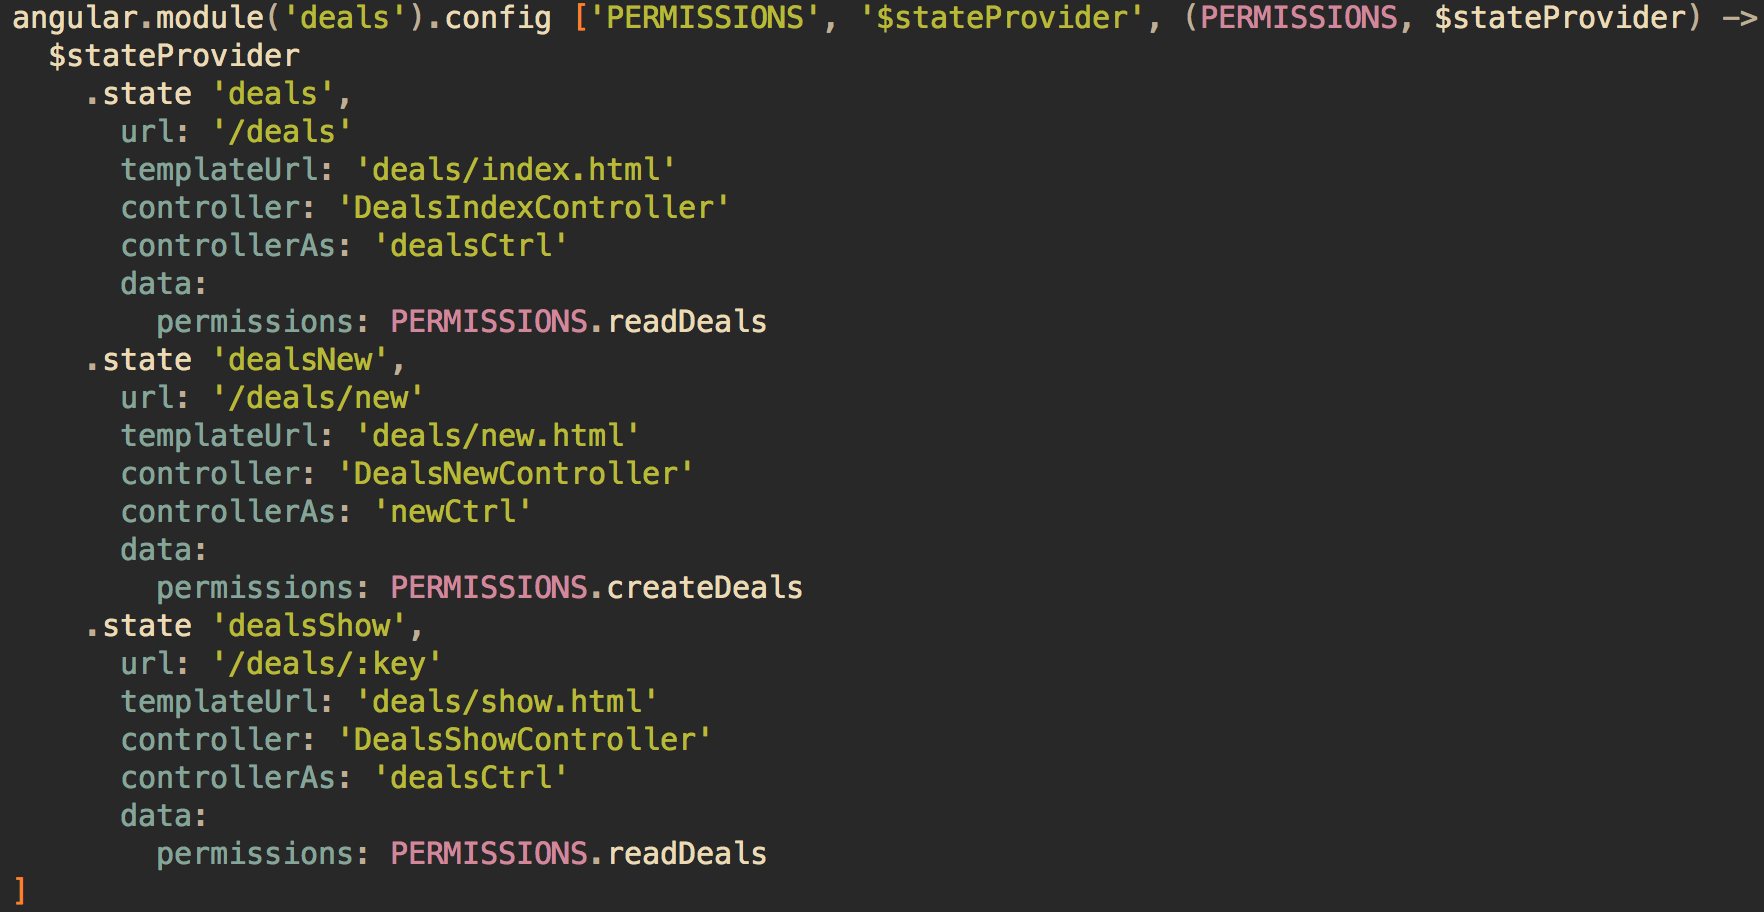 angular.module('deals').config ['PERMISSIONS', '$stateProvider', (PERMISSIONS, $stateProvider) ->
  $stateProvider
    .state 'deals',
      url: '/deals'
      templateUrl: 'deals/index.html'
      controller: 'DealsIndexController'
      controllerAs: 'dealsCtrl'
      data:
        permissions: PERMISSIONS.readDeals
    .state 'dealsNew',
      url: '/deals/new'
      templateUrl: 'deals/new.html'
      controller: 'DealsNewController'
      controllerAs: 'newCtrl'
      data:
        permissions: PERMISSIONS.createDeals
    .state 'dealsShow',
      url: '/deals/:key'
      templateUrl: 'deals/show.html'
      controller: 'DealsShowController'
      controllerAs: 'dealsCtrl'
      data:
        permissions: PERMISSIONS.readDeals
]